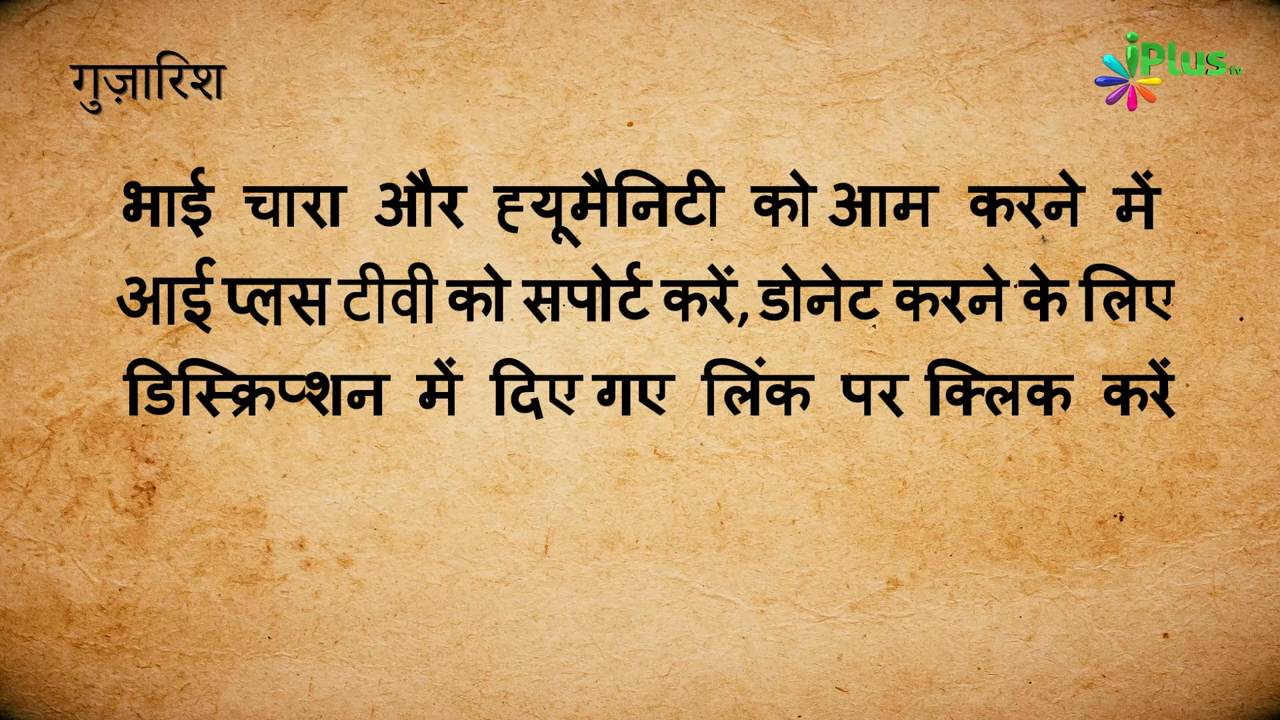 गुज़ारिश
iPlus tv
भाई चारा और ह्यूमैनिटी को आम करने में
आई प्लस टीवी को सपोर्ट करें, डोनेट करने के लिए
डिस्क्रिप्शन में दिए गए लिंक पर क्लिक करें